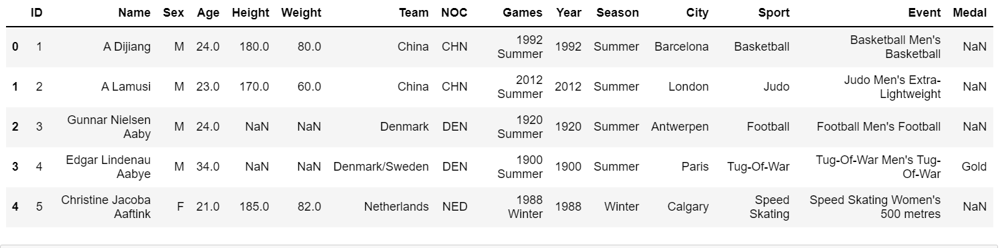 ID Name Sex Age Height Weight Team NOC Games Year Season City Sport Event Medal
0 1 A Dijiang M 24.0 180.0 80.0 China CHN 1992 Summer 1992 Summer Barcelona Basketball Basketball Men's Basketball NaN
1 2 A Lamusi M 23.0 170.0 60.0 China CHN 2012 Summer 2012 Summer London Judo Judo Men's Extra-Lightweight NaN
2 3 Gunnar Nielsen Aaby M 24.0 NaN NaN Denmark DEN 1920 Summer 1920 Summer Antwerpen Football Football Men's Football NaN
3 4 Edgar Lindenau Aabye M 34.0 NaN NaN Denmark/Sweden DEN 1900 Summer 1900 Summer Paris Tug-Of-War Tug-Of-War Men's Tug-Of-War Gold
4 5 Christine Jacoba Aaftink F 21.0 185.0 82.0 Netherlands NED 1988 Winter 1988 Winter Calgary Speed Skating Speed Skating Women's 500 metres NaN